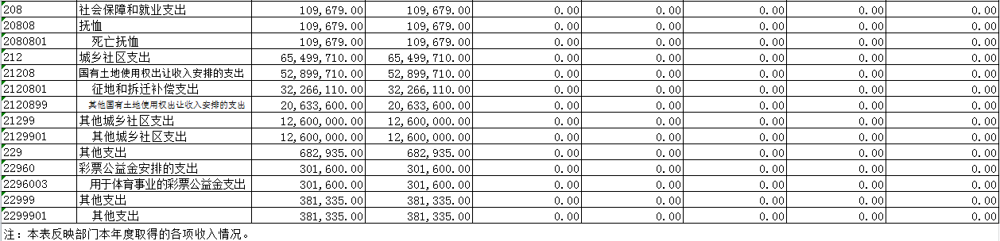 208 社会保障和就业支出 109,679.00 109,679.00 0.00 0.00 0.00 0.00 0.00
20808 抚恤 109,679.00 109,679.00 0.00 0.00 0.00 0.00 0.00
2080801 死亡抚恤 109,679.00 109,679.00 0.00 0.00 0.00 0.00 0.00
212 城乡社区支出 65,499,710.00 65,499,710.00 0.00 0.00 0.00 0.00 0.00
21208 国有土地使用权出让收入安排的支出 52,899,710.00 52,899,710.00 0.00 0.00 0.00 0.00 0.00
2120801 征地和拆迁补偿支出 32,266,110.00 32,266,110.00 0.00 0.00 0.00 0.00 0.00
2120899 其他国有土地使用权出让收入安排的支出 20,633,600.00 20,633,600.00 0.00 0.00 0.00 0.00 0.00
21299 其他城乡社区支出 12,600,000.00 12,600,000.00 0.00 0.00 0.00 0.00 0.00
2129901 其他城乡社区支出 12,600,000.00 12,600,000.00 0.00 0.00 0.00 0.00 0.00
229 其他支出 682,935.00 682,935.00 0.00 0.00 0.00 0.00 0.00
22960 彩票公益金安排的支出 301,600.00 301,600.00 0.00 0.00 0.00 0.00 0.00
2296003 用于体育事业的彩票公益金支出 301,600.00 301,600.00 0.00 0.00 0.00 0.00 0.00
22999 其他支出 381,335.00 381,335.00 0.00 0.00 0.00 0.00 0.00
2299901 其他支出 381,335.00 381,335.00 0.00 0.00 0.00 0.00 0.00
注：本表反映部门本年度取得的各项收入情况。